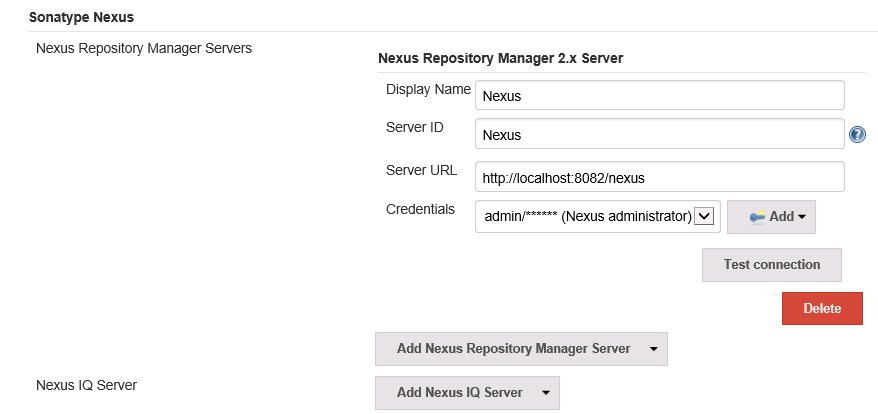 Sonatype Nexus
Nexus Repository Manager Servers
Nexus Repository Manager 2.x Server
Display Name Nexus
Server ID Nexus ?
Server URL http://localhost:8082/nexus
Credentials admin/****** (Nexus administrator) Add
Test connection
Delete
Add Nexus Repository Manager Server
Nexus IQ Server Add Nexus IQ Server